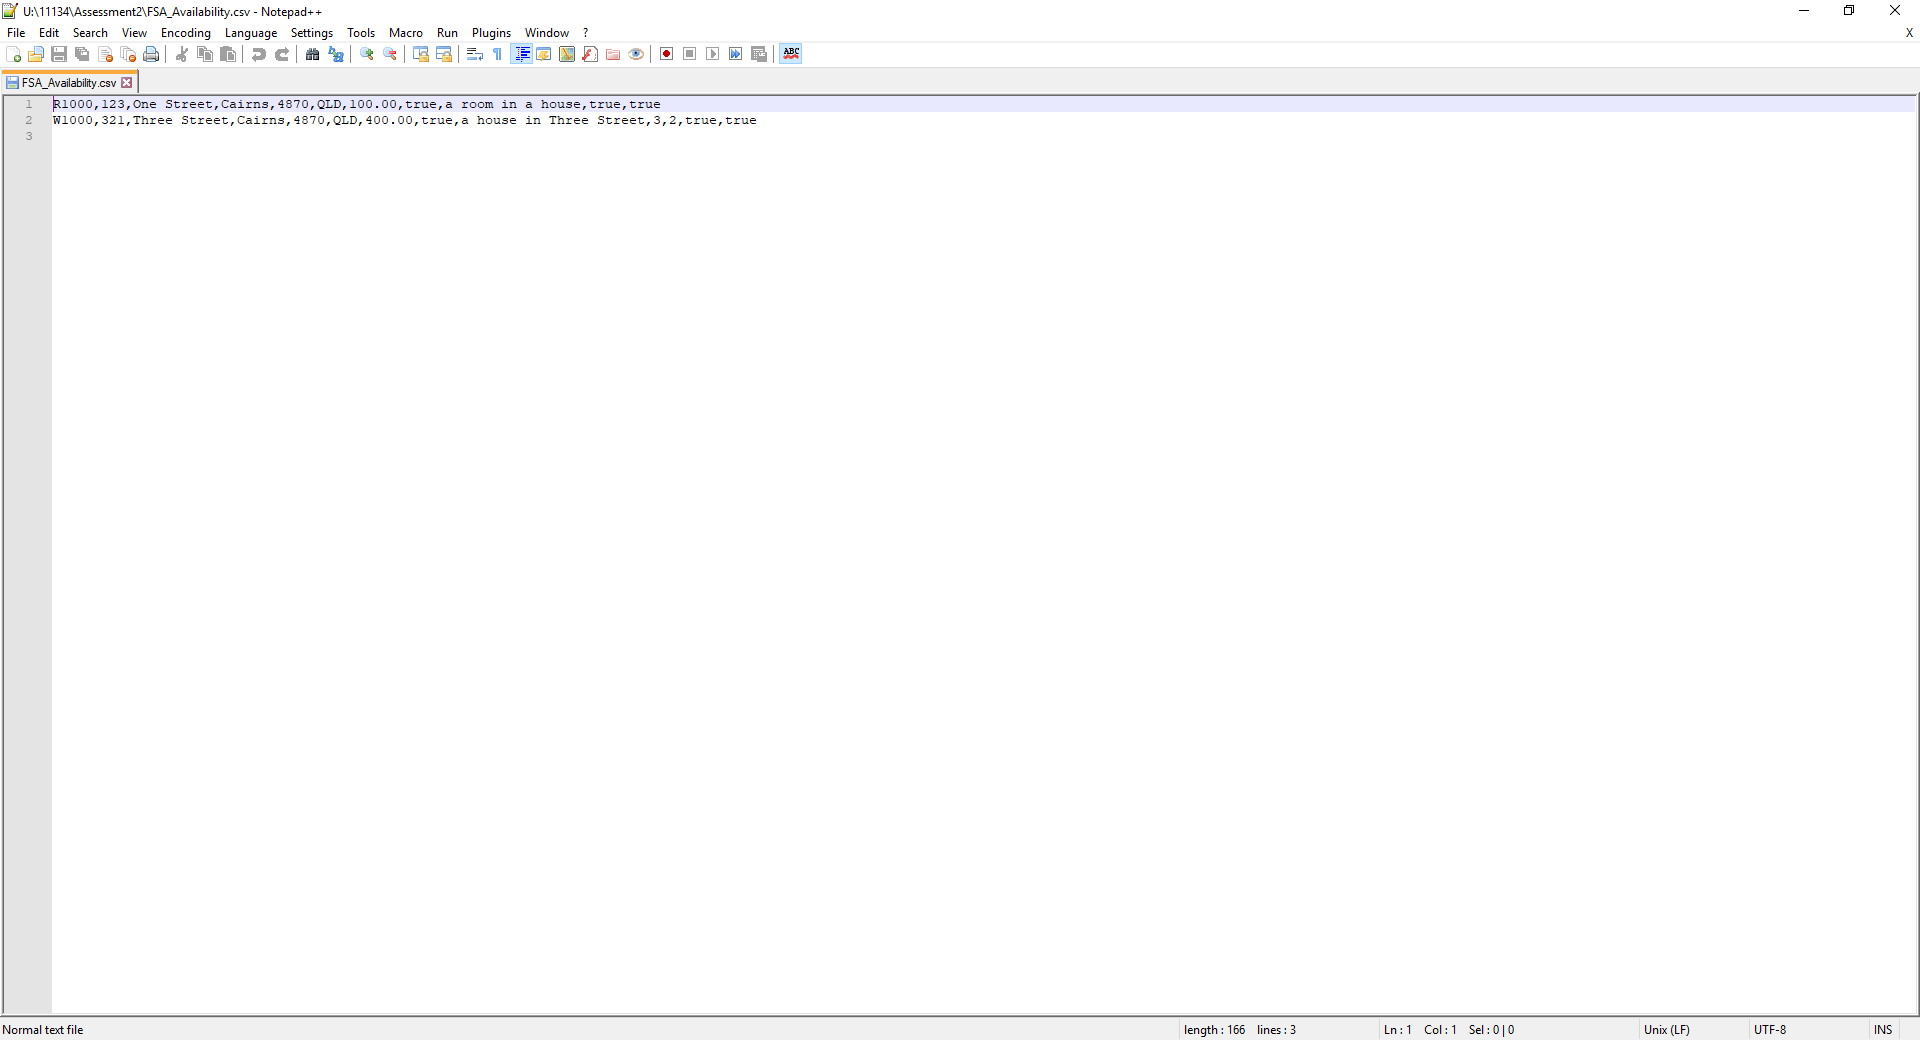 U:\11134\Assessment2\FSA_Availability.csv - Notepad++
File Edit Search View Encoding Language Settings Tools Macro Run Plugins Window ? X
ABC
FSA_Availability.csv
1 R1000,123,One Street,Cairns,4870,QLD,100.00,true,a room in a house,true,true
2 W1000,321,Three Street,Cairns,4870,QLD,400.00,true,a house in Three Street,3,2,true,true
3
Normal text file length : 166 lines : 3 Ln : 1 Col : 1 Sel : 0 | 0 Unix (LF) UTF-8 INS